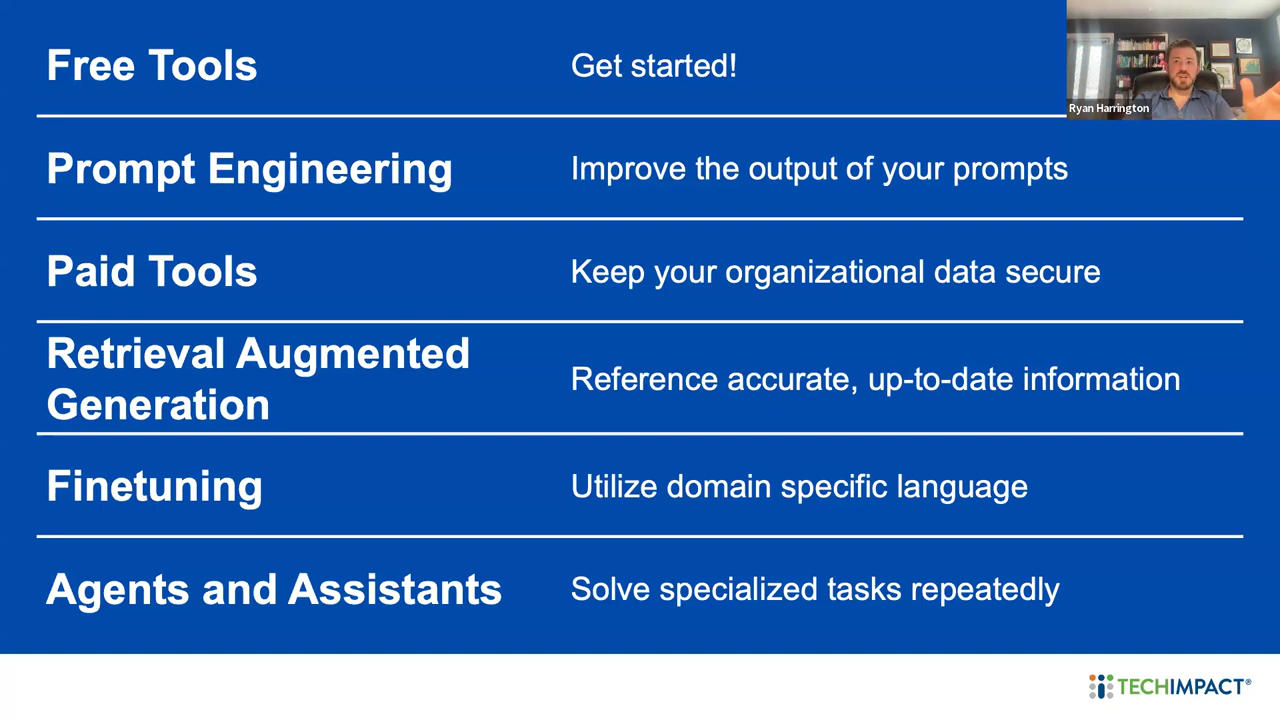 Free Tools
Get started!
Ryan Harrington
Prompt Engineering
Improve the output of your prompts
Paid Tools
Keep your organizational data secure
Retrieval Augmented
Generation
Reference accurate, up-to-date information
Finetuning
Utilize domain specific language
Agents and Assistants
Solve specialized tasks repeatedly
TECHIMPACT®